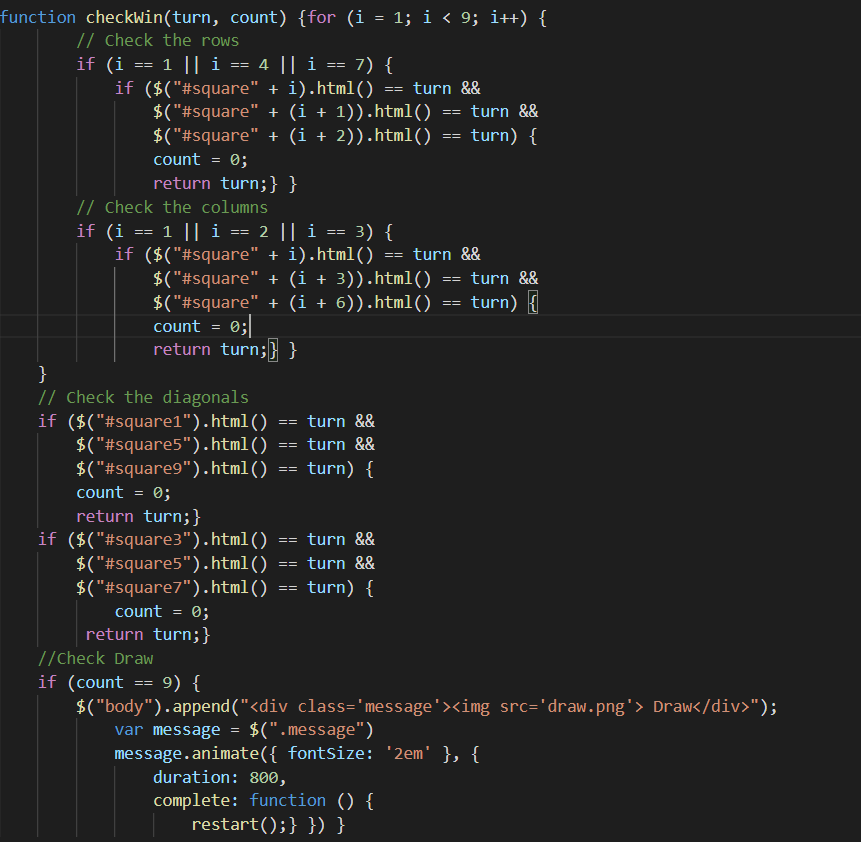 function checkWin(turn, count) {for (i = 1; i < 9; i++) {
// Check the rows
if (i == 1 || i == 4 || i == 7) {
if ($("#square" + i).html() == turn &&
$("#square" + (i + 1)).html() == turn &&
$("#square" + (i + 2)).html() == turn) {
count = 0;
return turn;} }
// Check the columns
if (i == 1 || i == 2 || i == 3) {
if ($("#square" + i).html() == turn &&
$("#square" + (i + 3)).html() == turn &&
$("#square" + (i + 6)).html() == turn) {
count = 0;
return turn;} }
}
// Check the diagonals
if ($("#square1").html() == turn &&
$("#square5").html() == turn &&
$("#square9").html() == turn) {
count = 0;
return turn;}
if ($("#square3").html() == turn &&
$("#square5").html() == turn &&
$("#square7").html() == turn) {
count = 0;
return turn;}
//Check Draw
if (count == 9) {
$("body").append("<div class='message'><img src='draw.png'> Draw</div>");
var message = $(".message")
message.animate({ fontSize: '2em' }, {
duration: 800,
complete: function () {
restart();} }) }